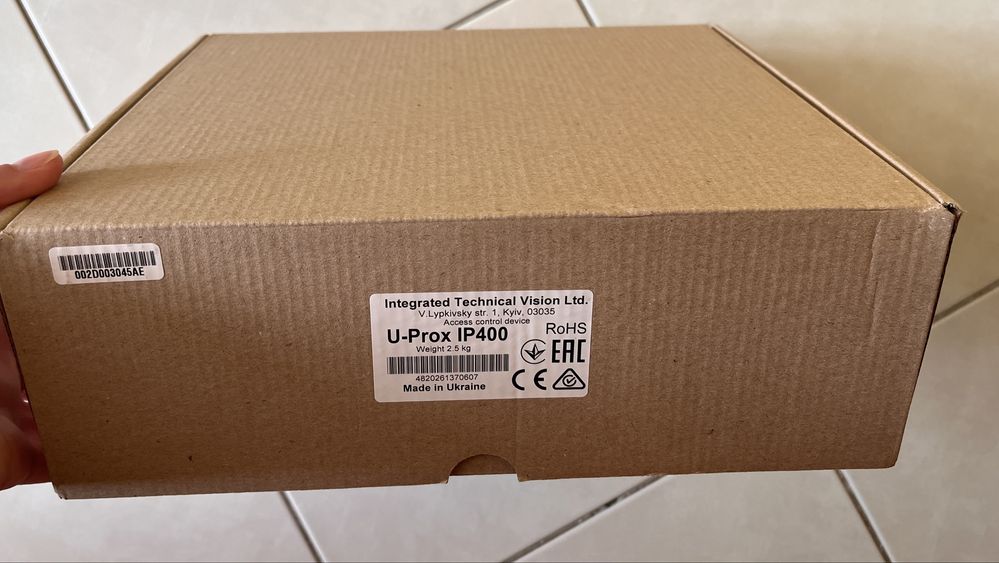 002D003045AE
Integrated Technical Vision Ltd.
V.Lypkivsky str. 1, Kyiv, 03035
Access control device
U-Prox IP400
RoHS
Weight 2.5 kg
EAC
4820261370607
CE
Made in Ukraine